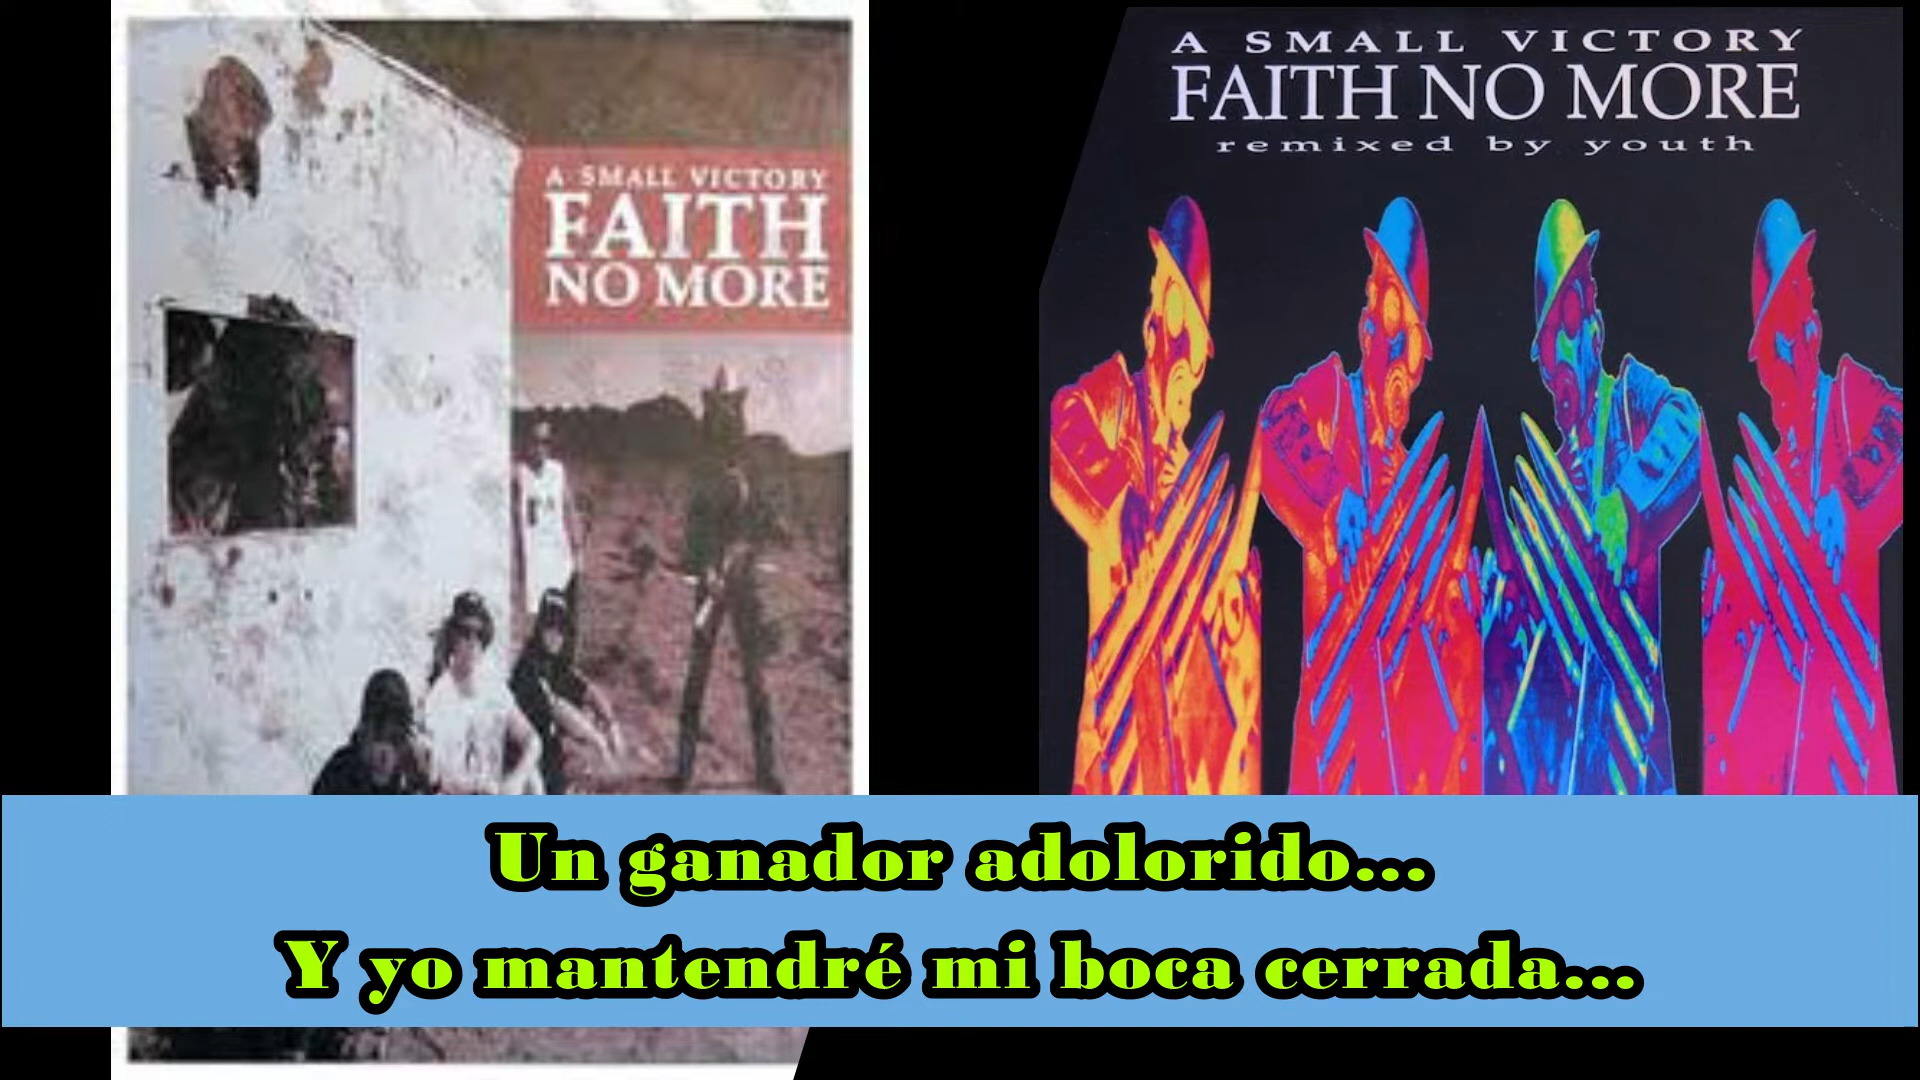 A SMALL VICTORY
FAITH
NO MORE
A SMALL VICTORY
FAITH NO MORE
remixed by youth
Un ganador adolorido...
Y yo mantendré mi boca cerrada...